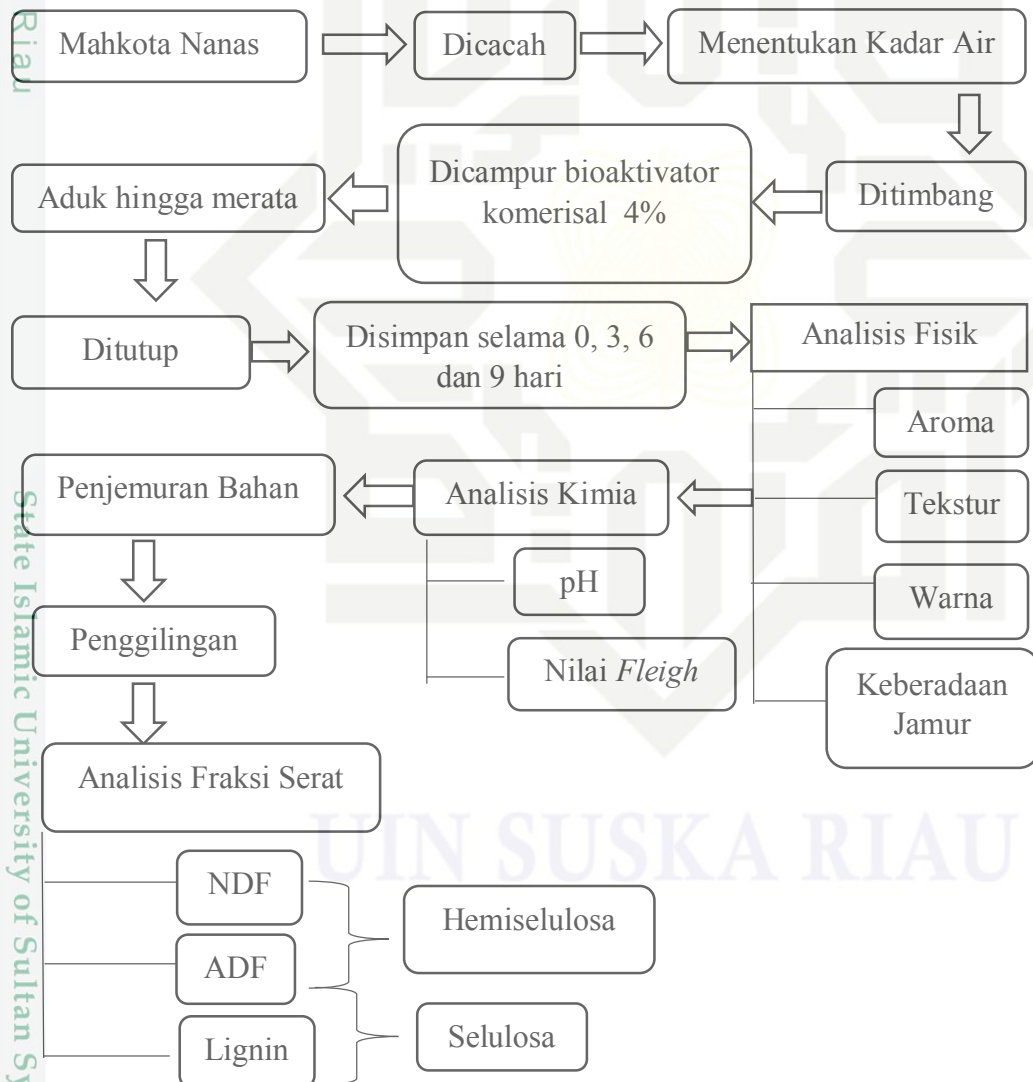 Riau
Mahkota Nanas
Dicacah
Menentukan Kadar Air
Ditimbang
Dicampur bioaktivator
komerisal 4%
Aduk hingga merata
Ditutup
Disimpan selama 0, 3, 6
dan 9 hari
Analisis Fisik
Aroma
Tekstur
Warna
Keberadaan
Jamur
Analisis Kimia
pH
Nilai Fleigh
Penjemuran Bahan
Penggilingan
Analisis Fraksi Serat
NDF
ADF
Lignin
Hemiselulosa
Selulosa
UIN SUSKA RIAU
State Islamic University of Sultan Sy